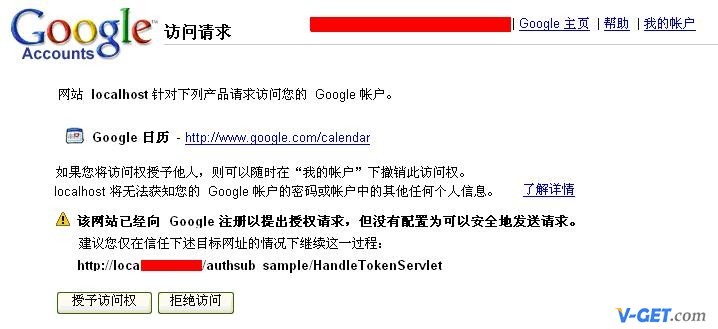 Google™ 访问请求 | Google 主页 | 帮助 | 我的帐户
Accounts
网站 localhost 针对下列产品请求访问您的 Google 帐户。
Google 日历 - http://www.google.com/calendar
如果您将访问权授予他人，则可以随时在“我的帐户”下撤销此访问权。
localhost 将无法获知您的 Google 帐户的密码或帐户中的其他任何个人信息。 了解详情
该网站已经向 Google 注册以提出授权请求，但没有配置为可以安全地发送请求。
建议您仅在信任下述目标网址的情况下继续这一过程：
http://loca /authsub_sample/HandleTokenServlet
授予访问权 拒绝访问
V-GET.com